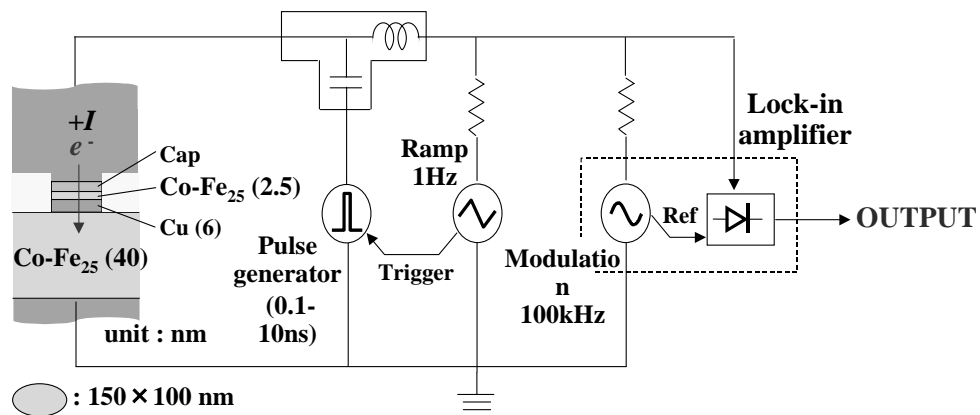 +I
e -
Cap
Co-Fe25 (2.5)
Cu (6)
Co-Fe25 (40)
unit : nm
: 150 × 100 nm
Pulse
generator
(0.1-
10ns)
Trigger
Ramp
1Hz
Modulatio
n
100kHz
Ref
Lock-in
amplifier
OUTPUT